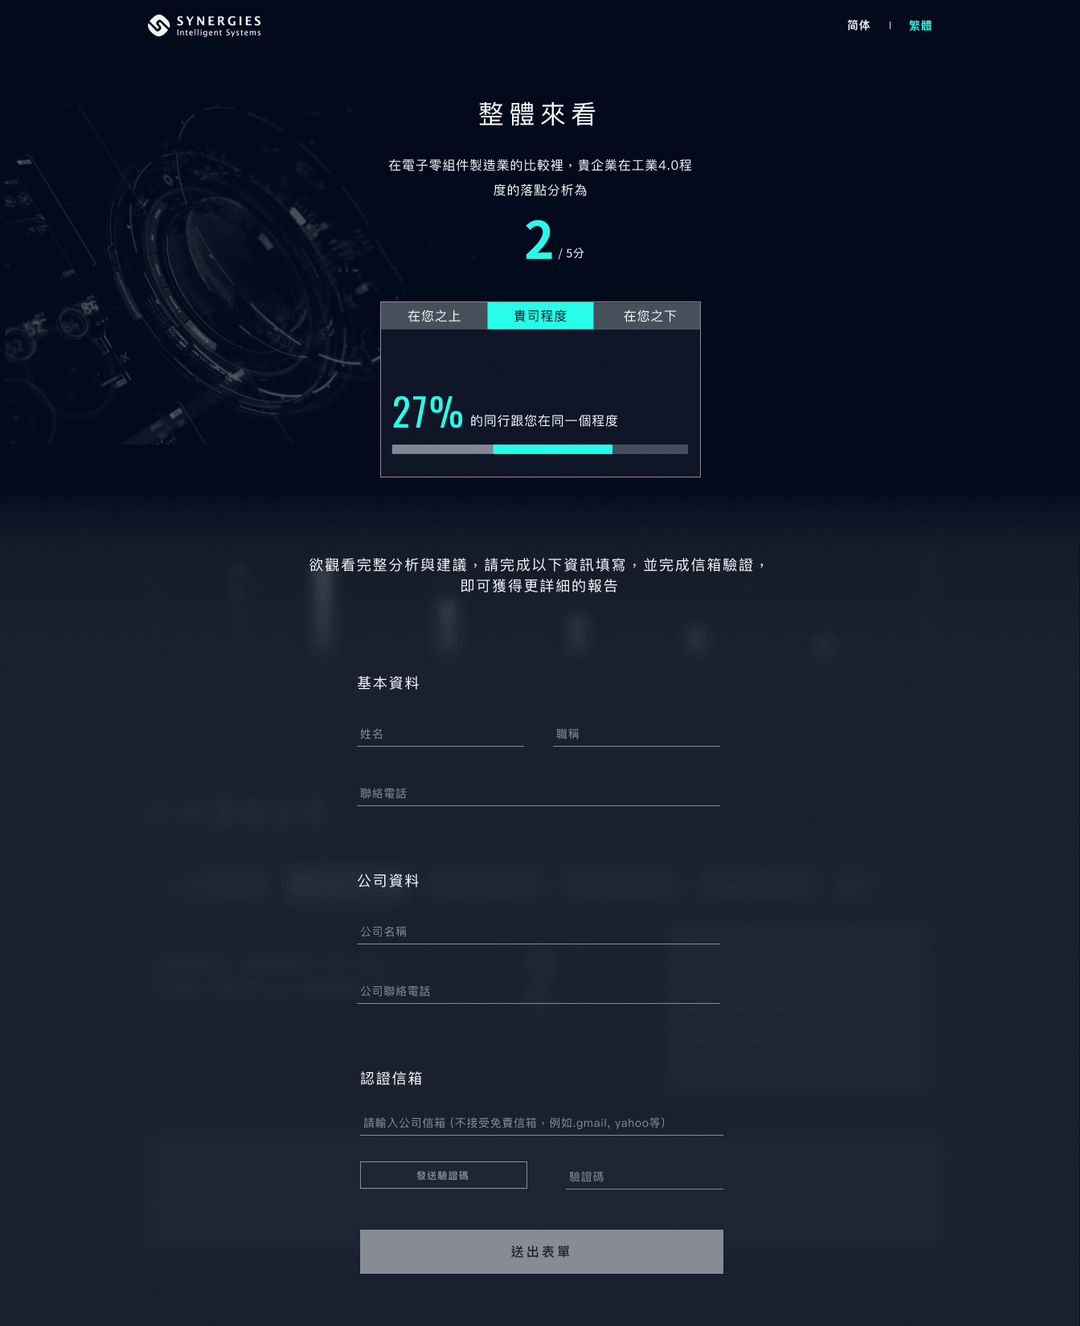 SYNERGIES
Intelligent Systems
简体 | 繁體
整體來看
在電子零組件製造業的比較裡，貴企業在工業4.0程
度的落點分析為
2 / 5分
在您之上 貴司程度 在您之下
27% 的同行跟您在同一個程度
欲觀看完整分析與建議，請完成以下資訊填寫，並完成信箱驗證，
即可獲得更詳細的報告
基本資料
姓名 職稱
聯絡電話
公司資料
公司名稱
公司聯絡電話
認證信箱
請輸入公司信箱 (不接受免費信箱，例如.gmail, yahoo等)
發送驗證碼 驗證碼
送出表單